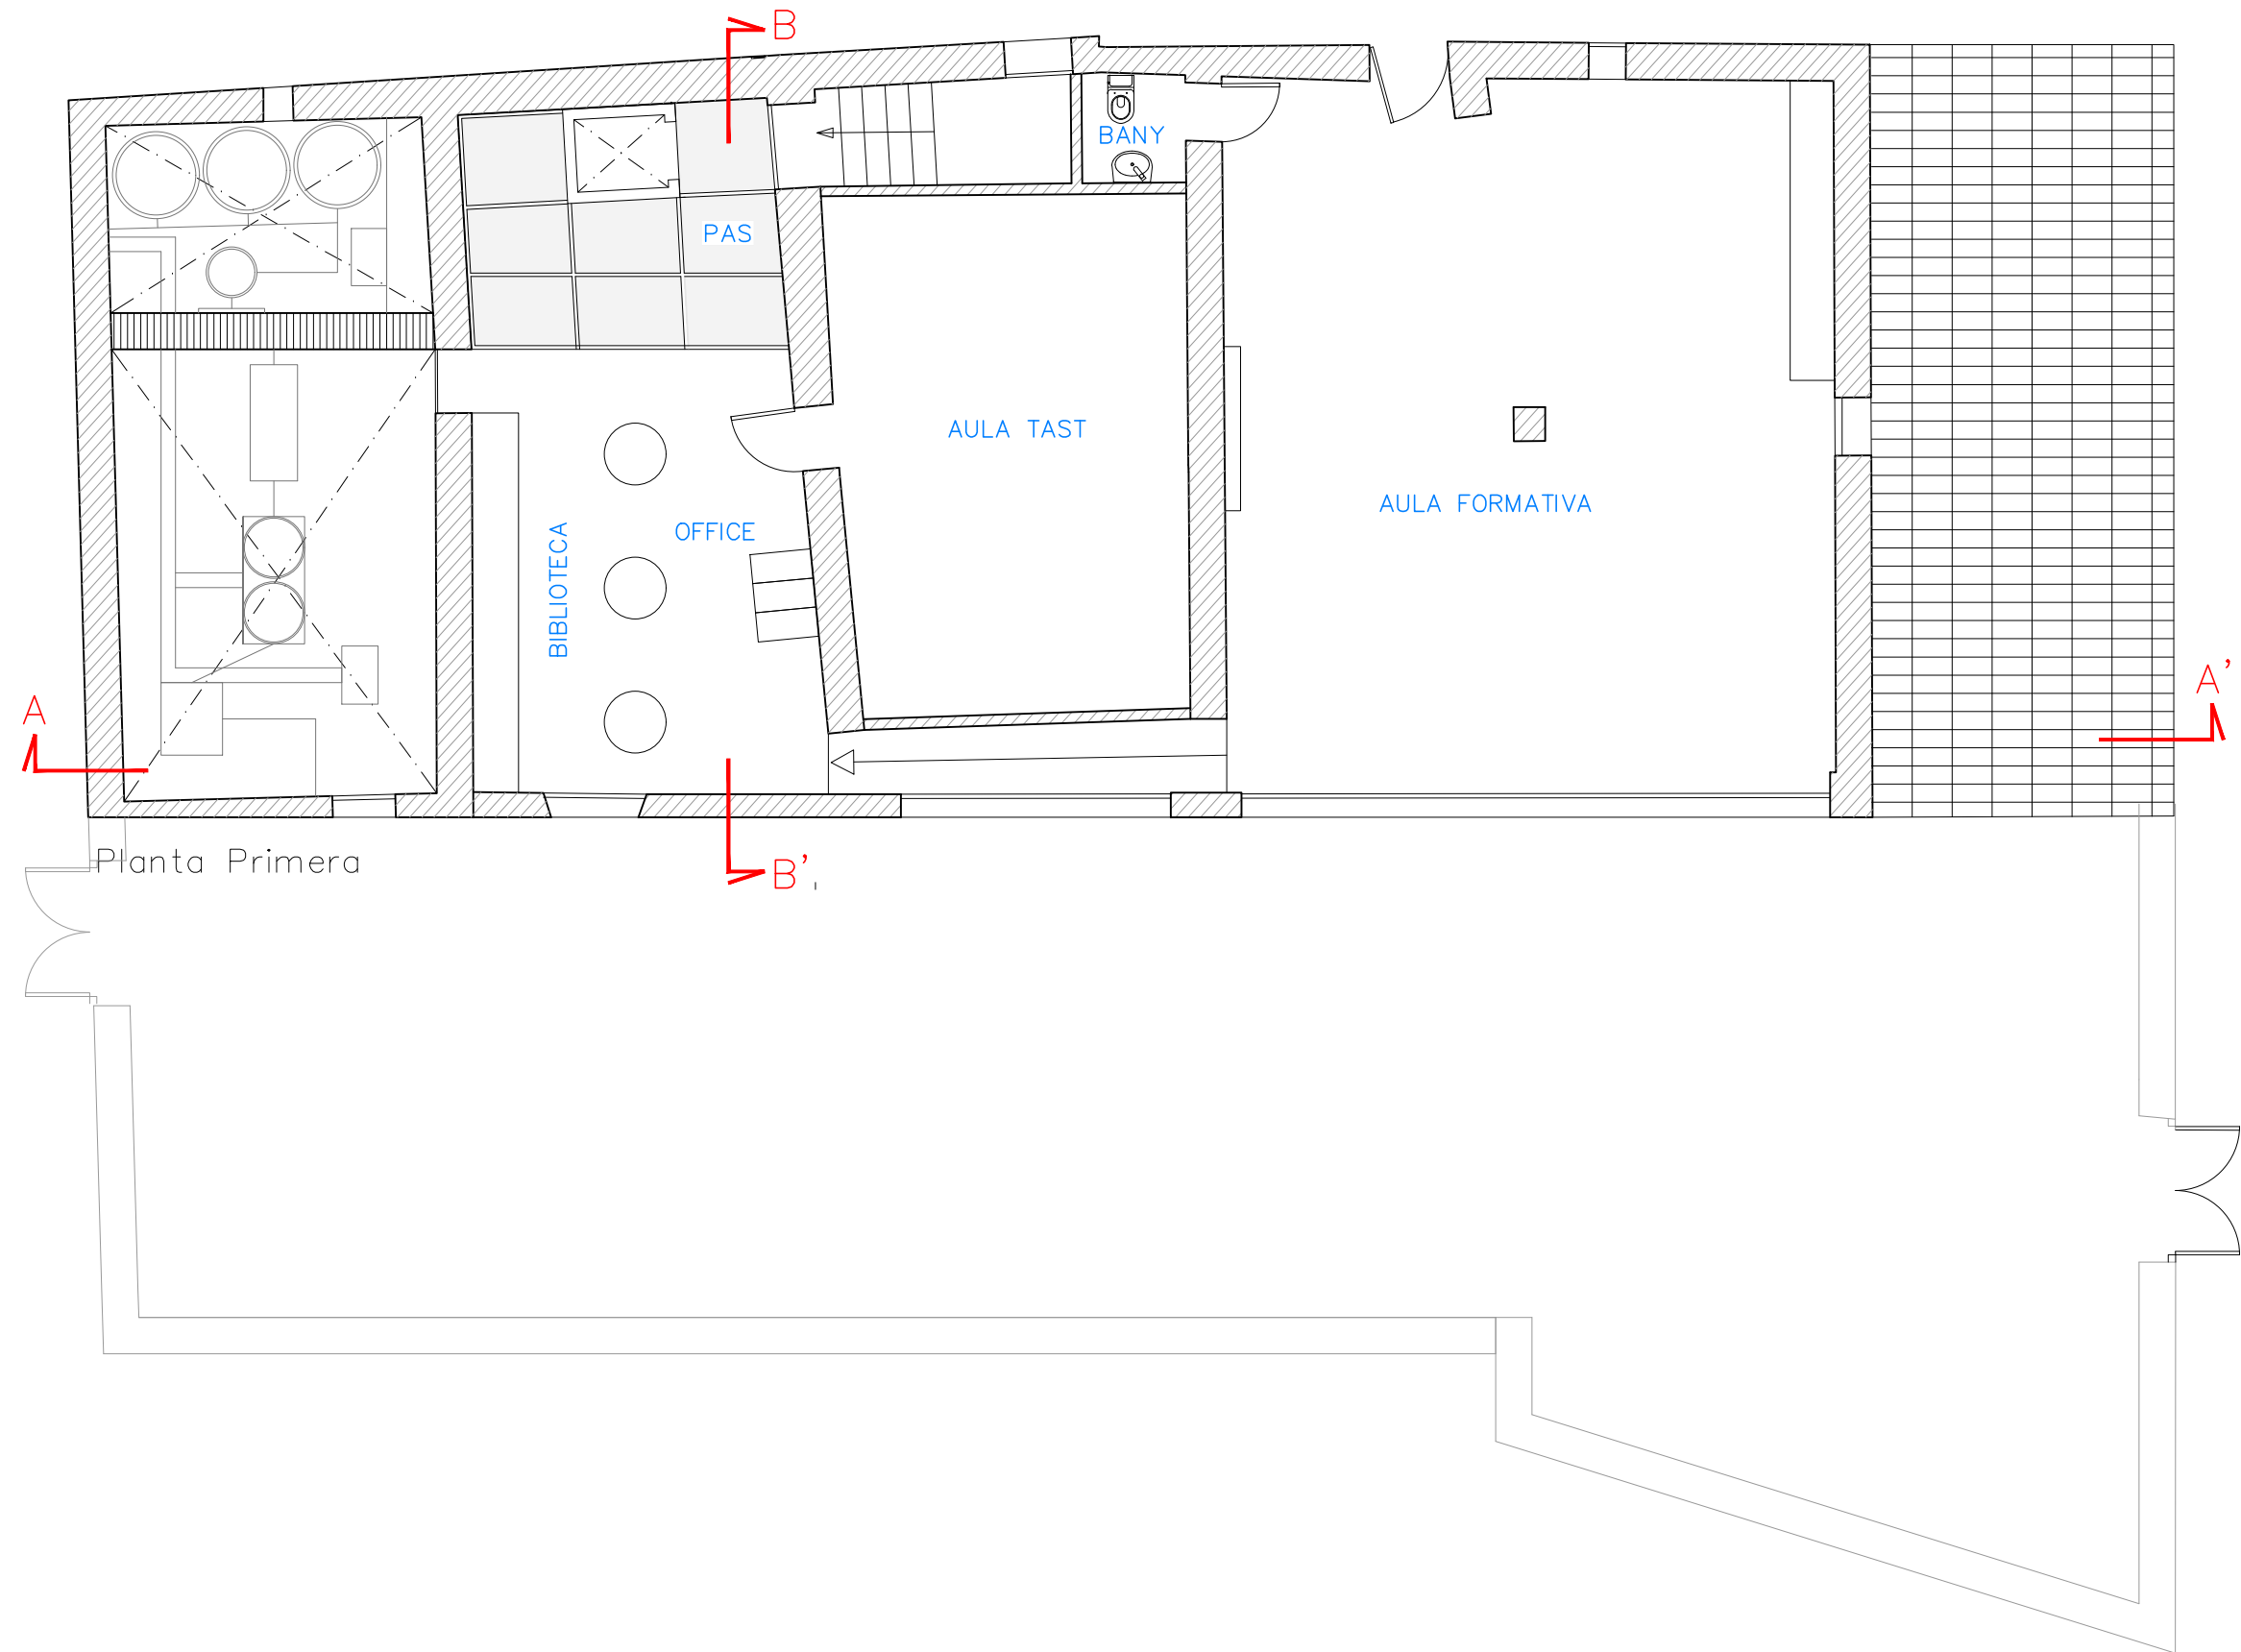 B
BANY
PAS
AULA TAST
AULA FORMATIVA
OFFICE
BIBLIOTECA
A
A'
Planta Primera
B'